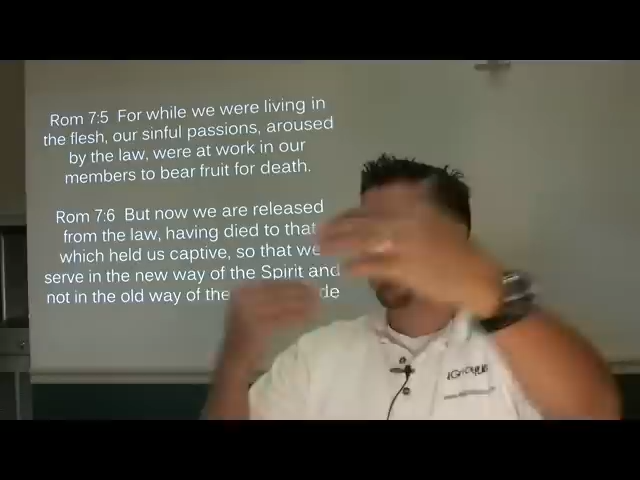 Rom 7:5 For while we were living in
the flesh, our sinful passions, aroused
by the law, were at work in our
members to bear fruit for death.
Rom 7:6 But now we are released
from the law, having died to that
which held us captive, so that we
serve in the new way of the Spirit and
not in the old way of the